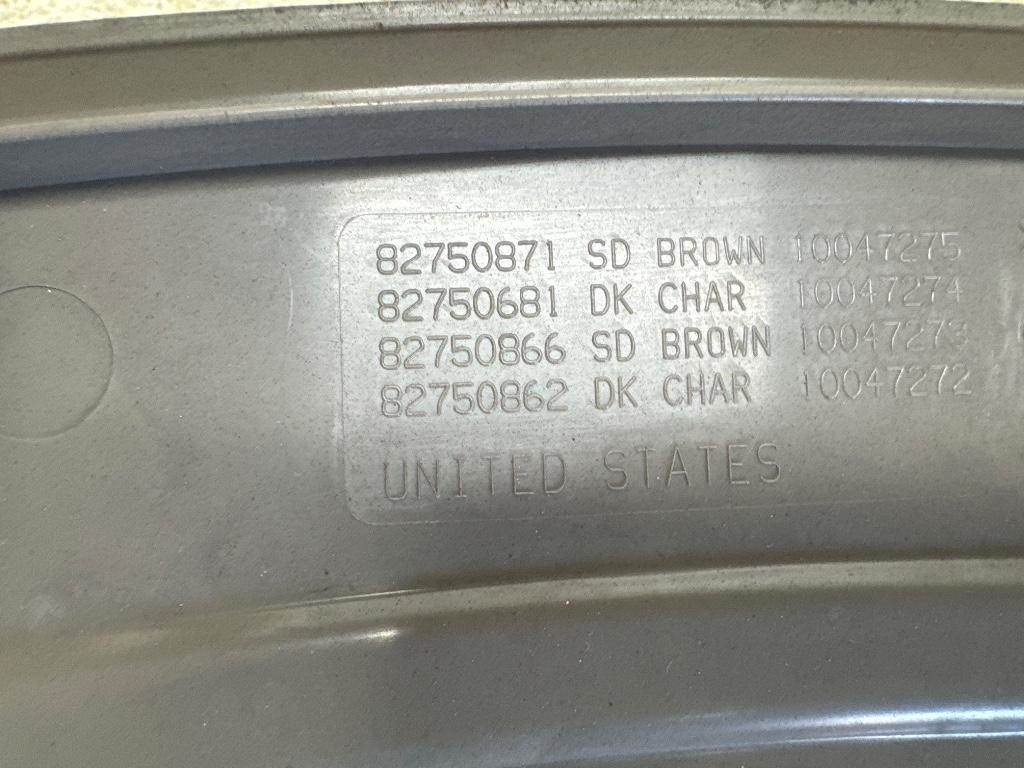 82750871 SD BROWN 10047275
82750681 DK CHAR 10047274
82750866 SD BROWN 10047273
82750862 DK CHAR 10047272
UNITED STATES